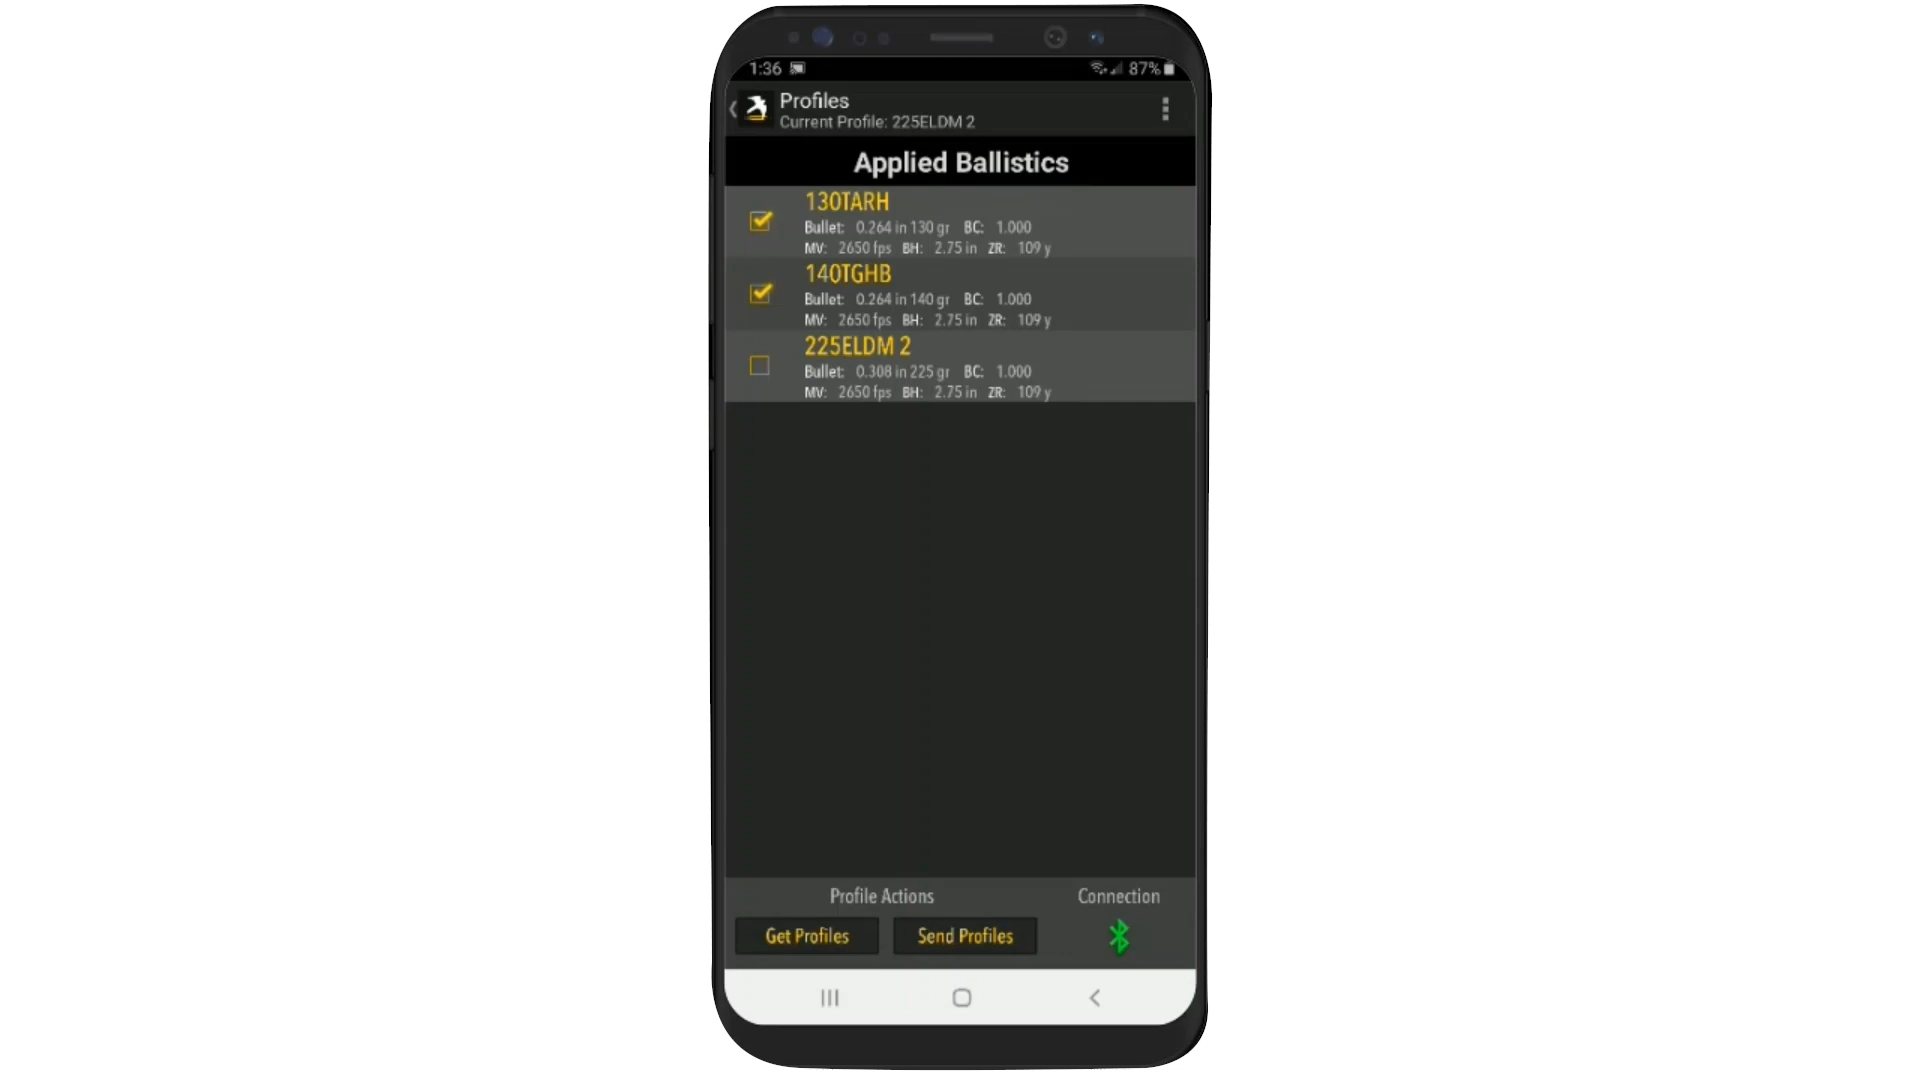 1:36 87%
Profiles
Current Profile: 225ELDM 2
Applied Ballistics
130TARH
Bullet: 0.264 in 130 gr BC: 1.000
MV: 2650 fps BH: 2.75 in ZR: 109 y
140TGHB
Bullet: 0.264 in 140 gr BC: 1.000
MV: 2650 fps BH: 2.75 in ZR: 109 y
225ELDM 2
Bullet: 0.308 in 225 gr BC: 1.000
MV: 2650 fps BH: 2.75 in ZR: 109 y
Profile Actions Connection
Get Profiles Send Profiles